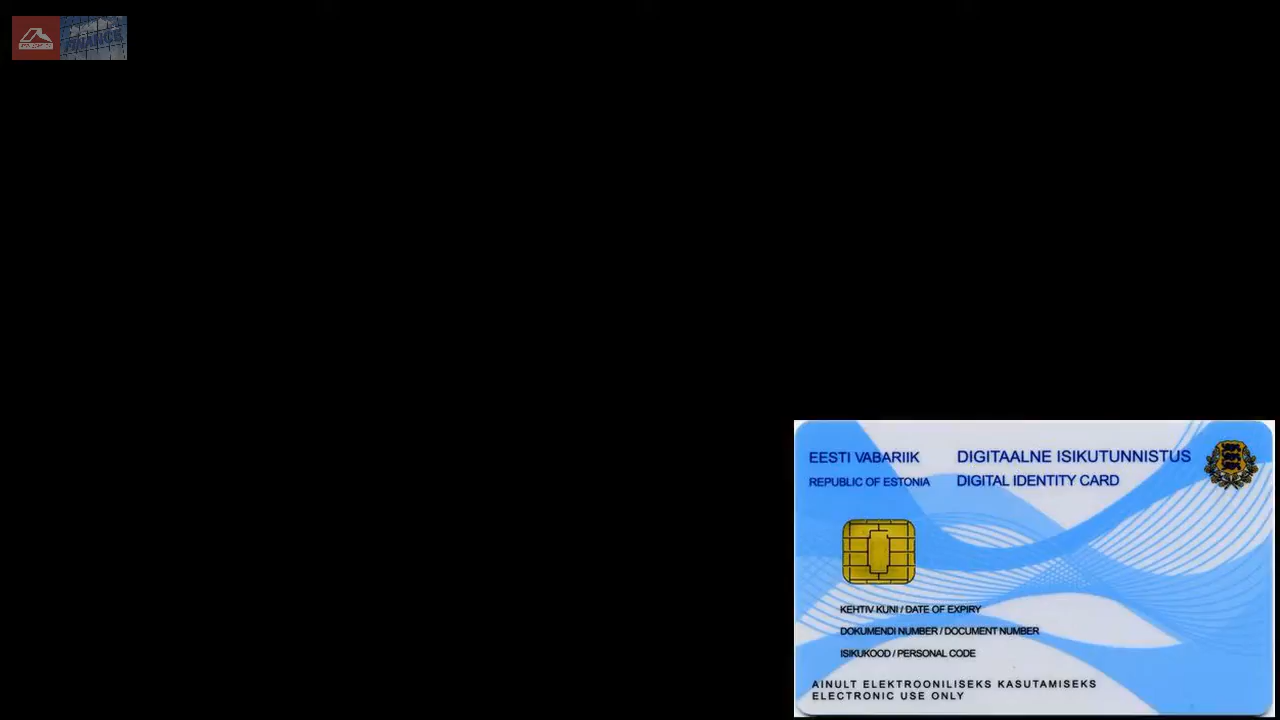 FINANCE
EESTI VABARIIK
DIGITAALNE ISIKUTUNNISTUS
REPUBLIC OF ESTONIA
DIGITAL IDENTITY CARD
KEHTIV KUNI / DATE OF EXPIRY
DOKUMENDI NUMBER / DOCUMENT NUMBER
ISIKUKOOD / PERSONAL CODE
AINULT ELEKTROONILISEKS KASUTAMISEKS
ELECTRONIC USE ONLY